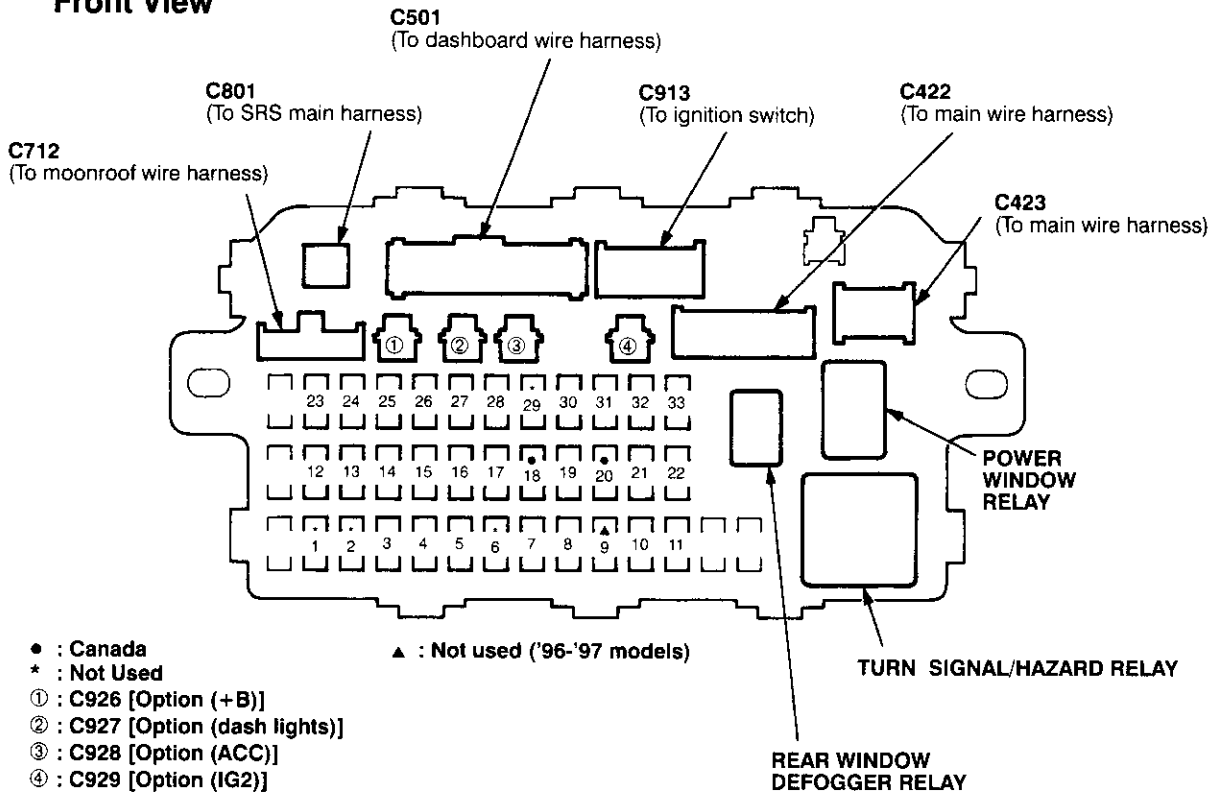 Front View
C501
(To dashboard wire harness)
C801
(To SRS main harness)
C913
(To ignition switch)
C422
(To main wire harness)
C712
(To moonroof wire harness)
C423
(To main wire harness)
① ② ③ ④
23 24 25 26 27 28 29 30 31 32 33
12 13 14 15 16 17 18 19 20 21 22
1 2 3 4 5 6 7 8 9 10 11
POWER
WINDOW
RELAY
● : Canada
* : Not Used
① : C926 [Option (+B)]
② : C927 [Option (dash lights)]
③ : C928 [Option (ACC)]
④ : C929 [Option (IG2)]
▲ : Not used ('96-'97 models)
TURN SIGNAL/HAZARD RELAY
REAR WINDOW
DEFOGGER RELAY